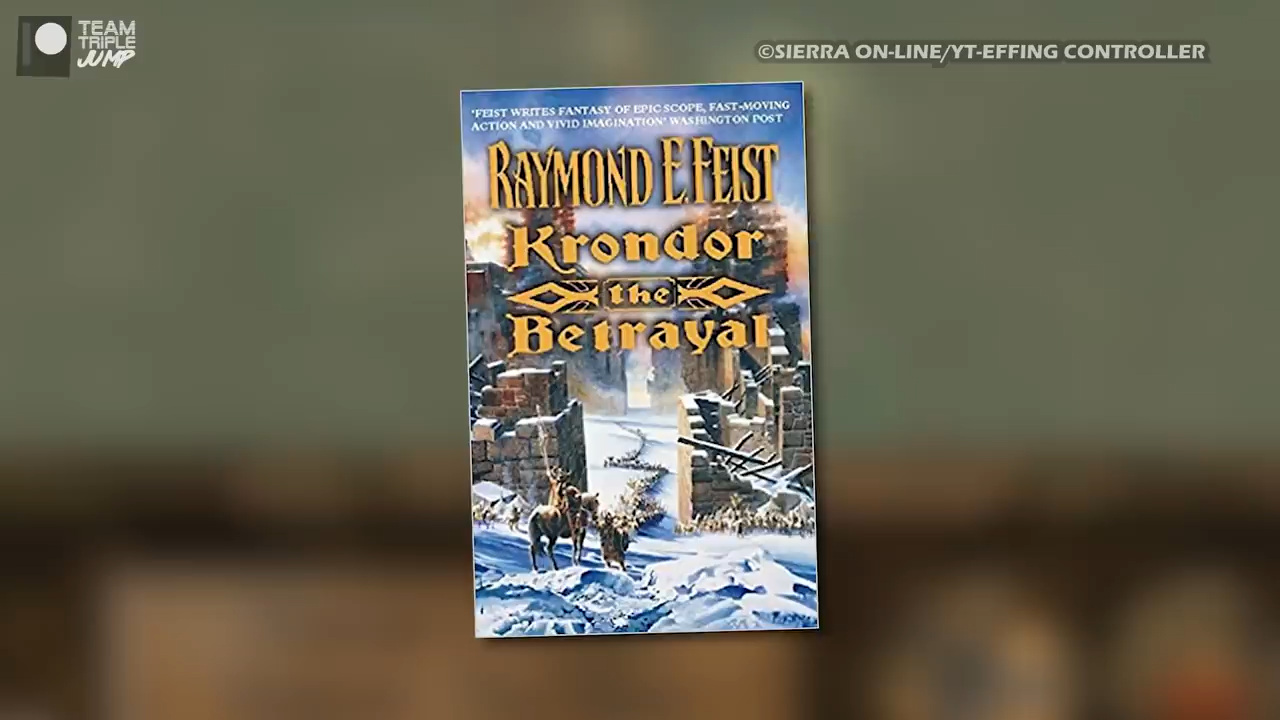 TEAM
TRIPLE
JUMP
©SIERRA ON-LINE/YT-EFFING CONTROLLER
'FEIST WRITES FANTASY OF EPIC SCOPE, FAST-MOVING
ACTION AND VIVID IMAGINATION' WASHINGTON POST
RAYMOND E. FEIST
Krondor
the
Betrayal